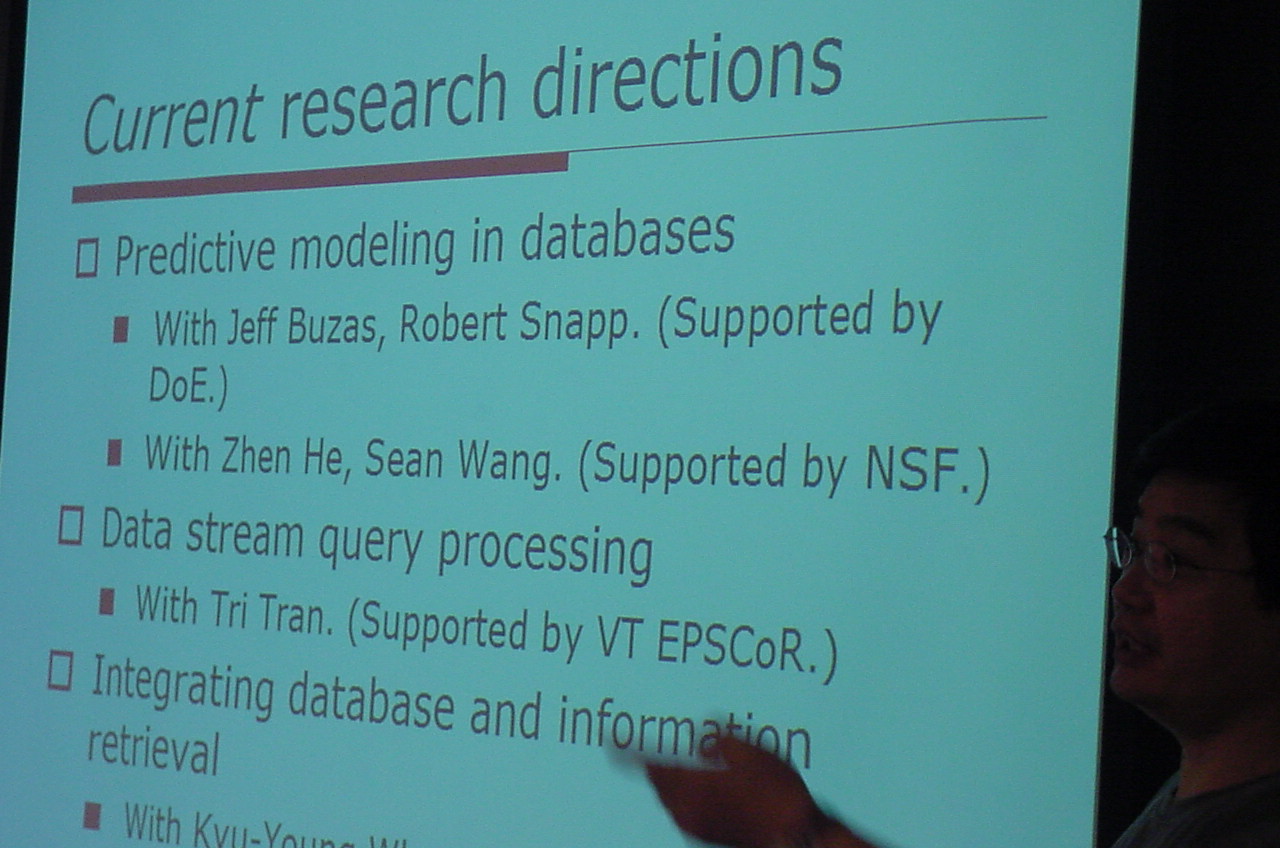 Current research directions
Predictive modeling in databases
With Jeff Buzas, Robert Snapp. (Supported by
DoE.)
With Zhen He, Sean Wang. (Supported by NSF.)
Data stream query processing
With Tri Tran. (Supported by VT EPSCoR.)
Integrating database and information
retrieval
With Kyu-Young